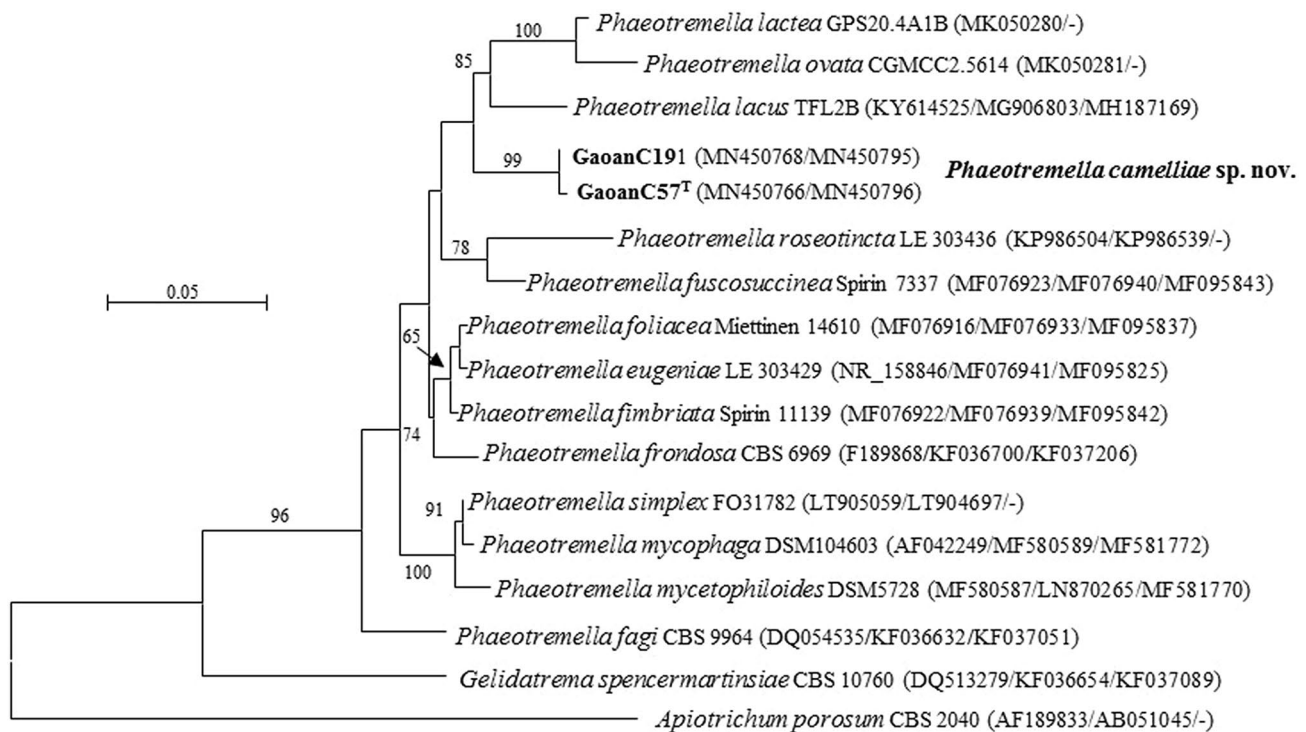 100
Phaeotremella lactea GPS20.4A1B (MK050280/-)
85
Phaeotremella ovata CGMCC2.5614 (MK050281/-)
Phaeotremella lacus TFL2B (KY614525/MG906803/MH187169)
99
GaoanC191 (MN450768/MN450795)
Phaeotremella camelliae sp. nov.
GaoanC57ᵀ (MN450766/MN450796)
78
Phaeotremella roseotincta LE 303436 (KP986504/KP986539/-)
Phaeotremella fuscosuccinea Spirin 7337 (MF076923/MF076940/MF095843)
0.05
Phaeotremella foliacea Miettinen 14610 (MF076916/MF076933/MF095837)
65
Phaeotremella eugeniae LE 303429 (NR_158846/MF076941/MF095825)
Phaeotremella fimbriata Spirin 11139 (MF076922/MF076939/MF095842)
74
Phaeotremella frondosa CBS 6969 (F189868/KF036700/KF037206)
Phaeotremella simplex FO31782 (LT905059/LT904697/-)
91
96
Phaeotremella mycophaga DSM104603 (AF042249/MF580589/MF581772)
100
Phaeotremella mycetophiloides DSM5728 (MF580587/LN870265/MF581770)
Phaeotremella fagi CBS 9964 (DQ054535/KF036632/KF037051)
Gelidatrema spencermartinsiae CBS 10760 (DQ513279/KF036654/KF037089)
Apiotrichum porosum CBS 2040 (AF189833/AB051045/-)